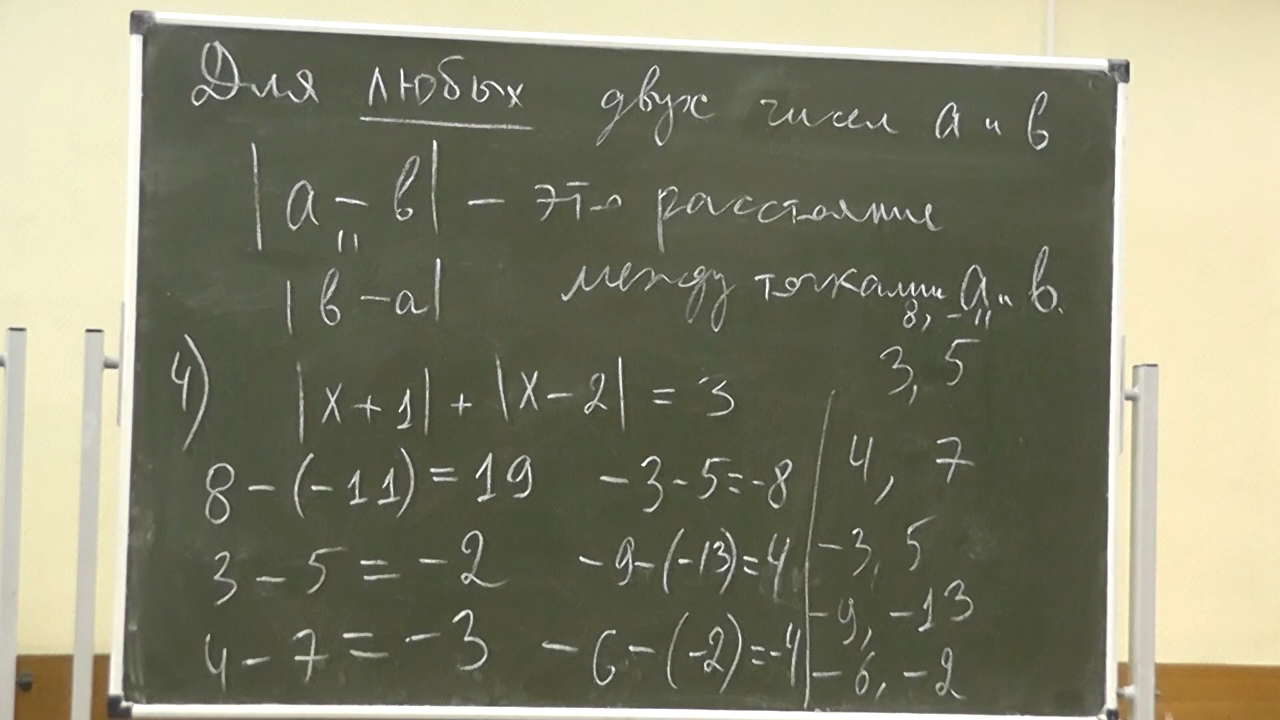 Для любых двух чисел a и в
|a - в| - это расстояние
"
|в - a| между точками a и в.
8, -11
3, 5
4) |x + 1| + |x - 2| = 3
4, 7
8 - (-11) = 19 -3 - 5 = -8
-3, 5
3 - 5 = -2 -9 - (-13) = 4
-9, -13
4 - 7 = -3 -6 - (-2) = -4
-6, -2